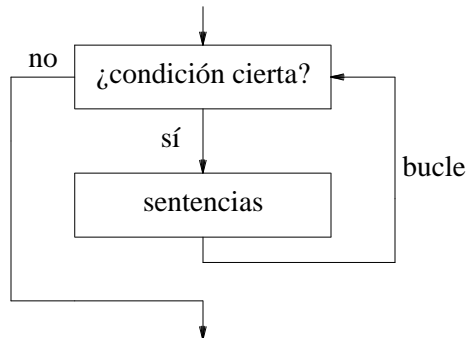 no
¿condición cierta?
sí
bucle
sentencias